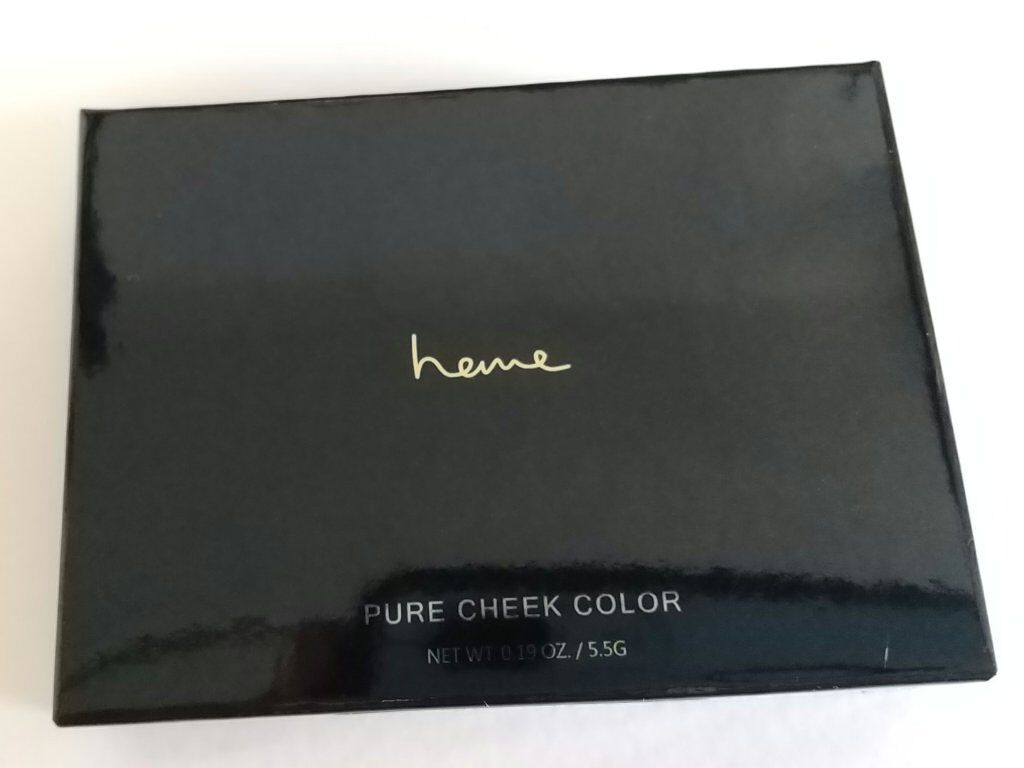 heme
PURE CHEEK COLOR
NET WT. 0.19 OZ. / 5.5G